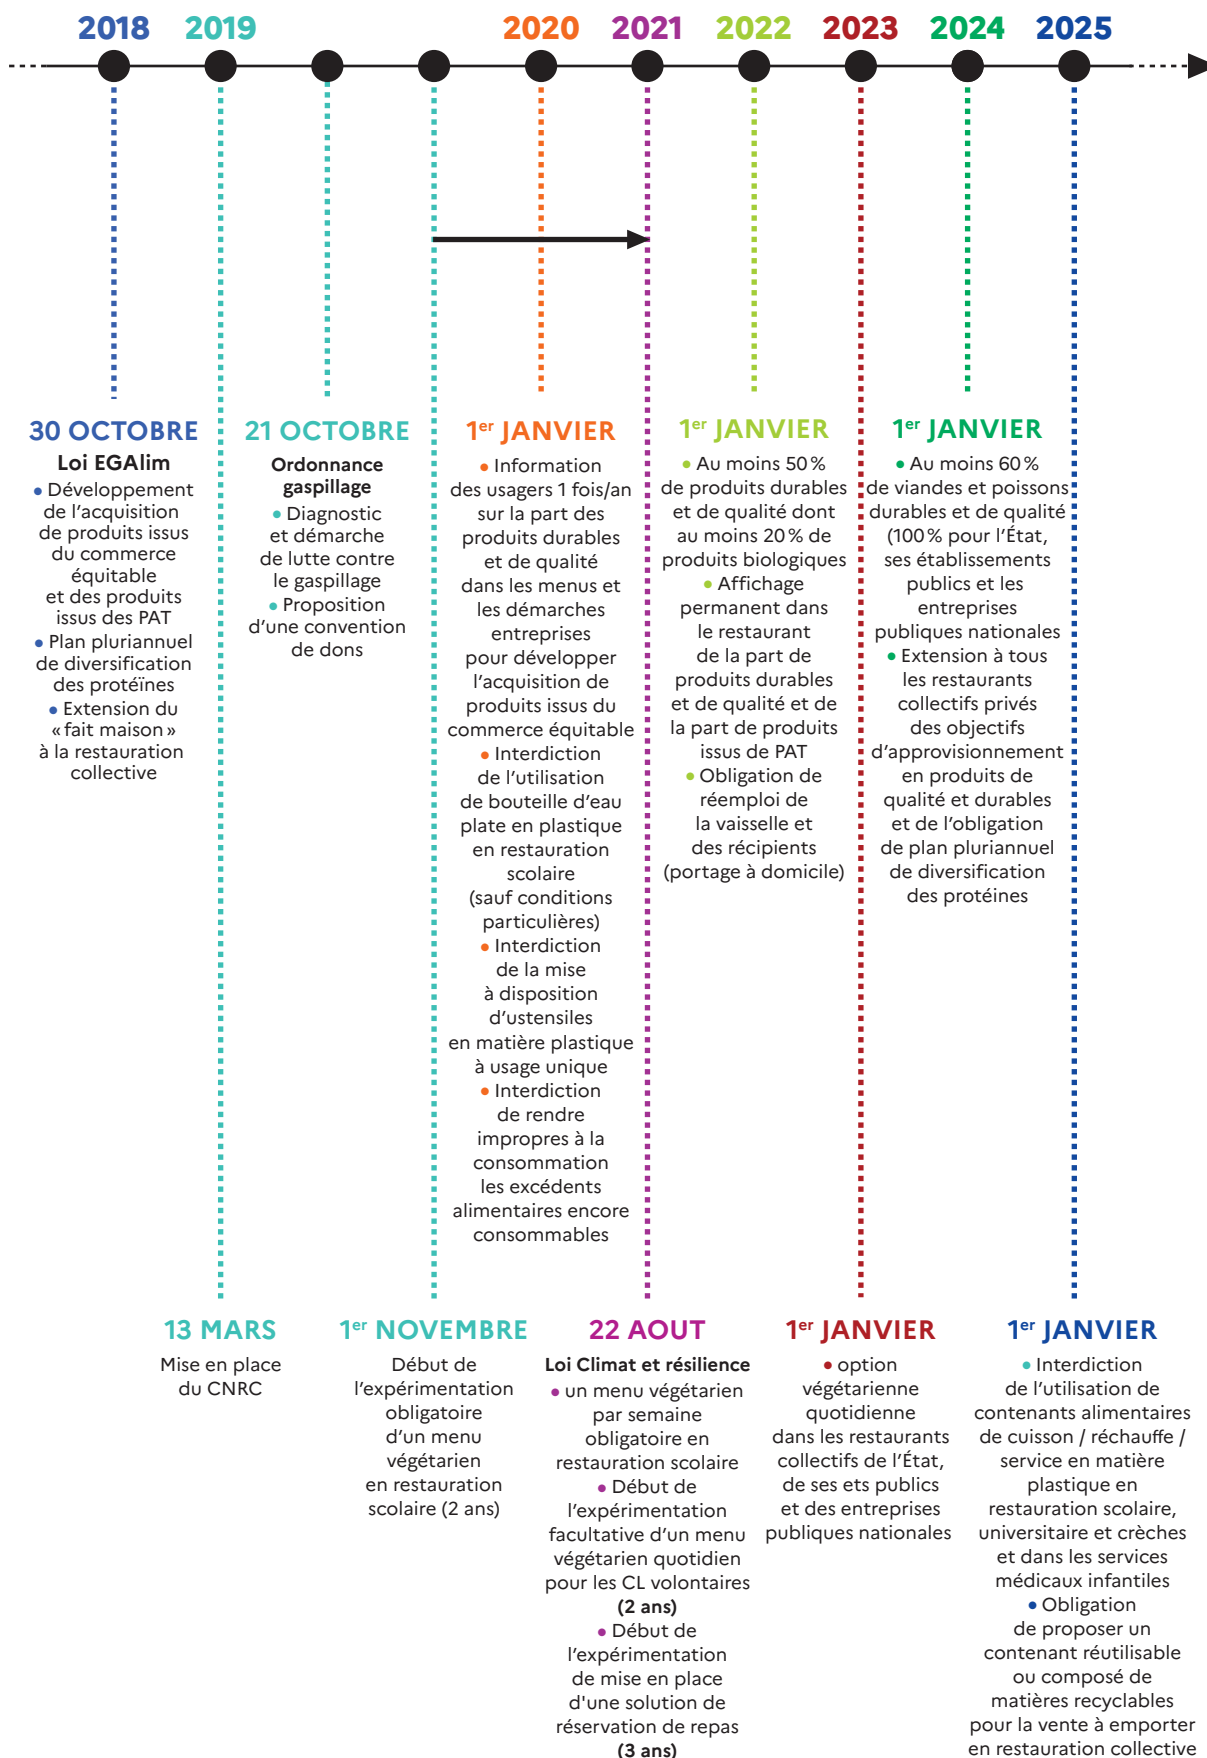 2018
2019
2020
2021
2022
2023
2024
2025
30 OCTOBRE
Loi EGAlim
• Développement
de l'acquisition
de produits issus
du commerce
équitable
et des produits
issus des PAT
• Plan pluriannuel
de diversification
des protéïnes
• Extension du
« fait maison »
à la restauration
collective
21 OCTOBRE
Ordonnance
gaspillage
• Diagnostic
et démarche
de lutte contre
le gaspillage
• Proposition
d'une convention
de dons
1er JANVIER
• Information
des usagers 1 fois/an
sur la part des
produits durables
et de qualité
dans les menus et
les démarches
entreprises
pour développer
l'acquisition de
produits issus du
commerce équitable
• Interdiction
de l'utilisation
de bouteille d'eau
plate en plastique
en restauration
scolaire
(sauf conditions
particulières)
• Interdiction
de la mise
à disposition
d'ustensiles
en matière plastique
à usage unique
• Interdiction
de rendre
impropres à la
consommation
les excédents
alimentaires encore
consommables
1er JANVIER
• Au moins 50 %
de produits durables
et de qualité dont
au moins 20 % de
produits biologiques
• Affichage
permanent dans
le restaurant
de la part de
produits durables
et de qualité et de
la part de produits
issus de PAT
• Obligation de
réemploi de
la vaisselle et
des récipients
(portage à domicile)
1er JANVIER
• Au moins 60 %
de viandes et poissons
durables et de qualité
(100 % pour l'État,
ses établissements
publics et les
entreprises
publiques nationales
• Extension à tous
les restaurants
collectifs privés
des objectifs
d'approvisionnement
en produits de
qualité et durables
et de l'obligation
de plan pluriannuel
de diversification
des protéines
13 MARS
Mise en place
du CNRC
1er NOVEMBRE
Début de
l'expérimentation
obligatoire
d'un menu
végétarien
en restauration
scolaire (2 ans)
22 AOUT
Loi Climat et résilience
• un menu végétarien
par semaine
obligatoire en
restauration scolaire
• Début de
l'expérimentation
facultative d'un menu
végétarien quotidien
pour les CL volontaires
(2 ans)
• Début de
l'expérimentation
de mise en place
d'une solution de
réservation de repas
(3 ans)
1er JANVIER
• option
végétarienne
quotidienne
dans les restaurants
collectifs de l'État,
de ses ets publics
et des entreprises
publiques nationales
1er JANVIER
• Interdiction
de l'utilisation de
contenants alimentaires
de cuisson / réchauffe /
service en matière
plastique en
restauration scolaire,
universitaire et crèches
et dans les services
médicaux infantiles
• Obligation
de proposer un
contenant réutilisable
ou composé de
matières recyclables
pour la vente à emporter
en restauration collective